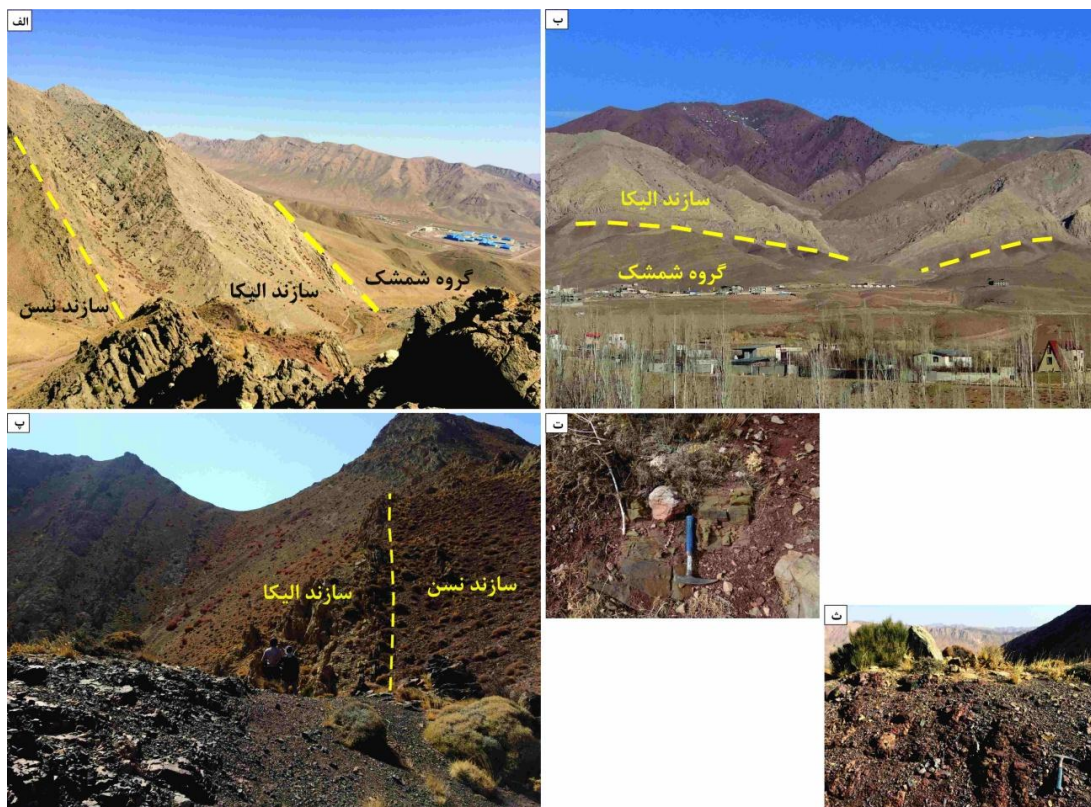 الف
سازند نسن
سازند الیکا
گروه شمشک
ب
سازند الیکا
گروه شمشک
پ
سازند الیکا
سازند نسن
ت
ث